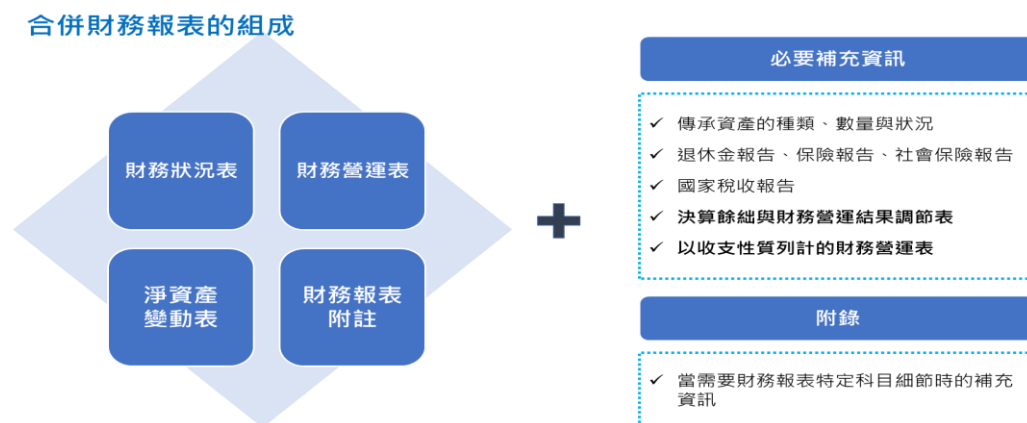 合併財務報表的組成
財務狀況表
財務營運表
淨資產
變動表
財務報表
附註
必要補充資訊
✓ 傳承資產的種類、數量與狀況
✓ 退休金報告、保險報告、社會保險報告
✓ 國家稅收報告
✓ 決算餘絀與財務營運結果調節表
✓ 以收支性質列計的財務營運表
附錄
✓ 當需要財務報表特定科目細節時的補充
資訊